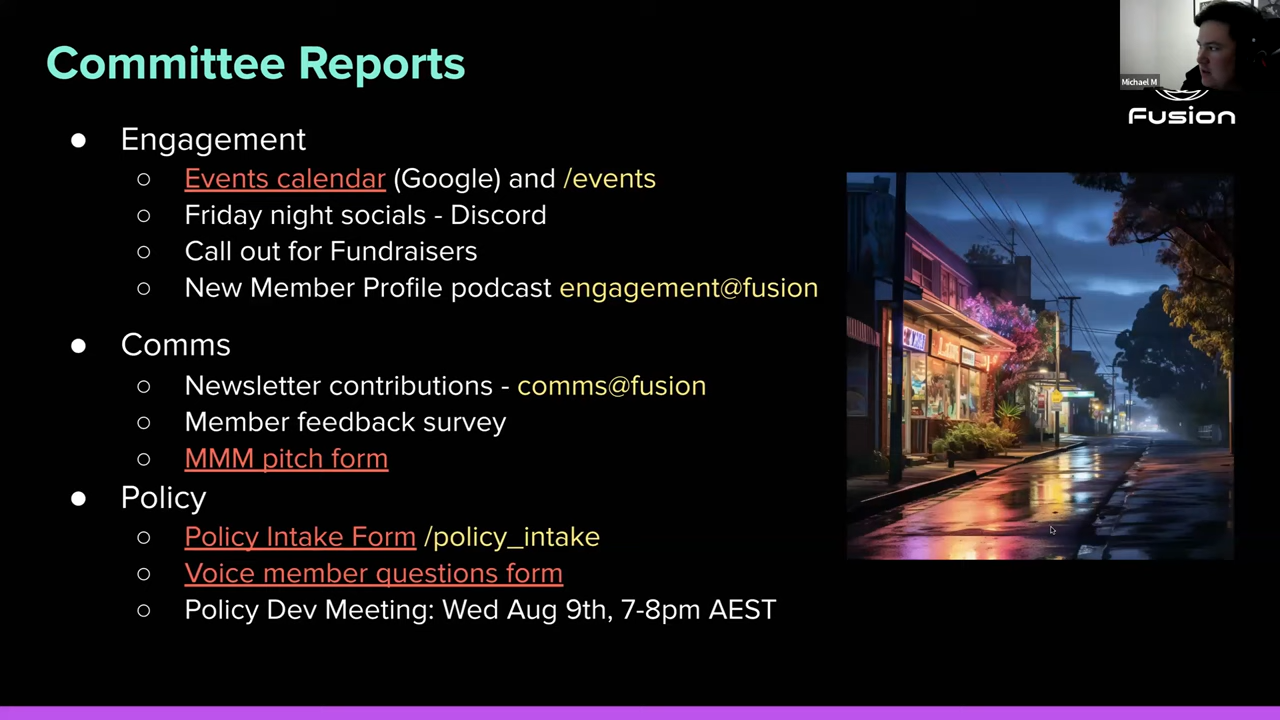 Committee Reports
Michael M
Fusion
● Engagement
○ Events calendar (Google) and /events
○ Friday night socials - Discord
○ Call out for Fundraisers
○ New Member Profile podcast engagement@fusion
● Comms
○ Newsletter contributions - comms@fusion
○ Member feedback survey
○ MMM pitch form
● Policy
○ Policy Intake Form /policy_intake
○ Voice member questions form
○ Policy Dev Meeting: Wed Aug 9th, 7-8pm AEST